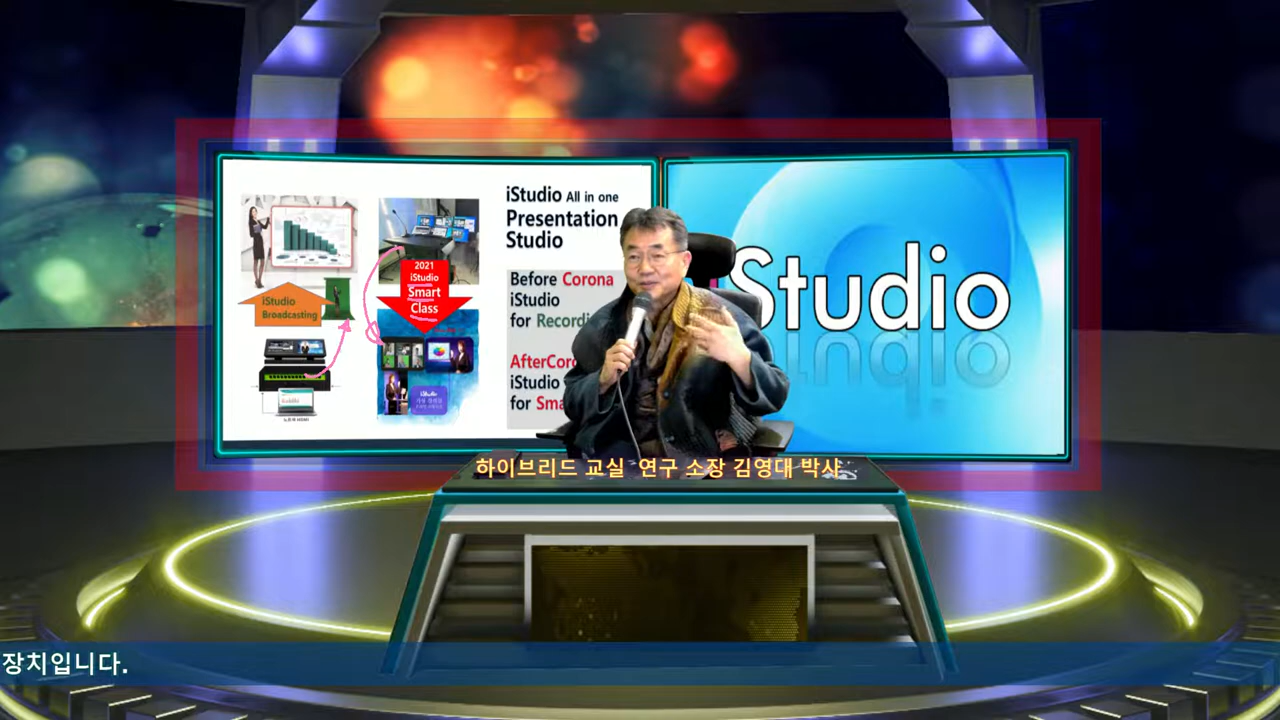 iStudio All in one
Presentation
Studio
2021
iStudio
Smart
Class
iStudio
Broadcasting
Before Corona
iStudio
for Recordi
AfterCoro
iStudio
for Sma
iStudio
Studio
하이브리드 교실 연구 소장 김영대 박사
장치입니다.